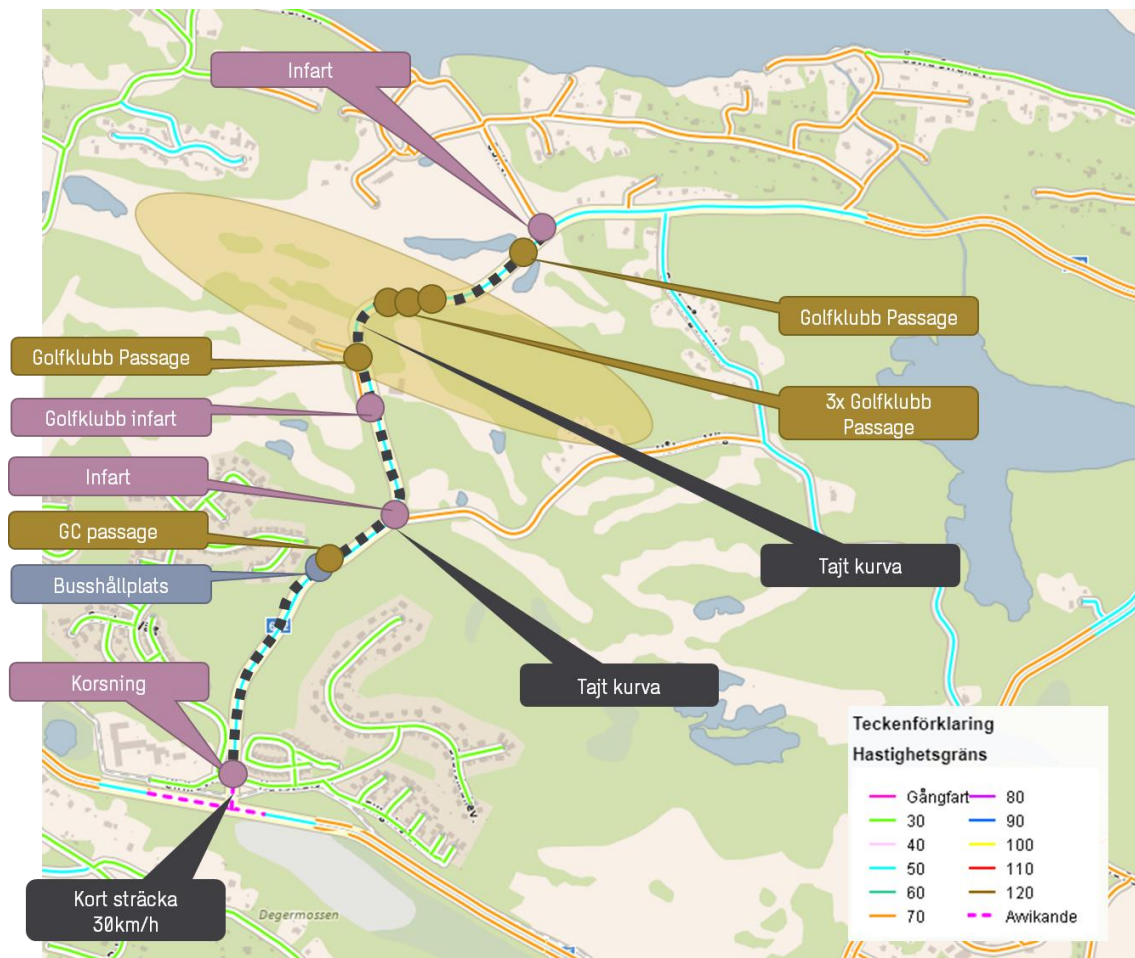 Infart
Golfklubb Passage
Golfklubb Passage
3x Golfklubb
Passage
Golfklubb infart
Infart
GC passage
Busshållplats
Tajt kurva
Tajt kurva
Korsning
Kort sträcka
30km/h
Degermossen
Teckenförklaring
Hastighetsgräns
Gångfart
80
30
90
40
100
50
110
60
120
70
Avvikande